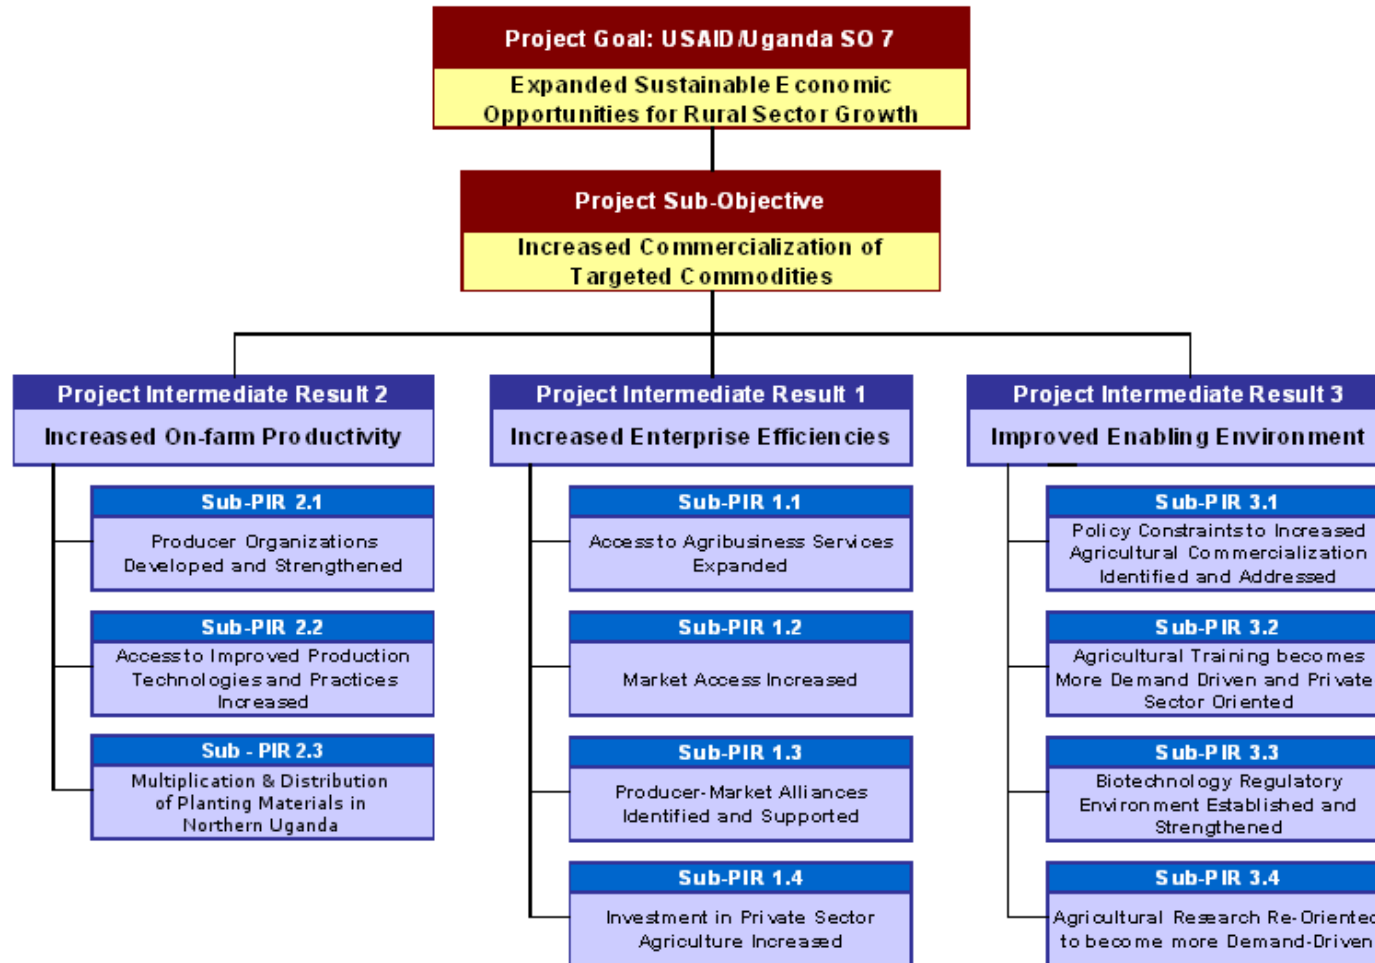 Project Goal: USAID/Uganda SO 7
Expanded Sustainable Economic
Opportunities for Rural Sector Growth
Project Sub-Objective
Increased Commercialization of
Targeted Commodities
Project Intermediate Result 2
Increased On-farm Productivity
Sub-PIR 2.1
Producer Organizations
Developed and Strengthened
Sub-PIR 2.2
Access to Improved Production
Technologies and Practices
Increased
Sub - PIR 2.3
Multiplication & Distribution
of Planting Materials in
Northern Uganda
Project Intermediate Result 1
Increased Enterprise Efficiencies
Sub-PIR 1.1
Access to Agribusiness Services
Expanded
Sub-PIR 1.2
Market Access Increased
Sub-PIR 1.3
Producer-Market Alliances
Identified and Supported
Sub-PIR 1.4
Investment in Private Sector
Agriculture Increased
Project Intermediate Result 3
Improved Enabling Environment
Sub-PIR 3.1
Policy Constraints to Increased
Agricultural Commercialization
Identified and Addressed
Sub-PIR 3.2
Agricultural Training becomes
More Demand Driven and Private
Sector Oriented
Sub-PIR 3.3
Biotechnology Regulatory
Environment Established and
Strengthened
Sub-PIR 3.4
Agricultural Research Re-Oriented
to become more Demand-Driven